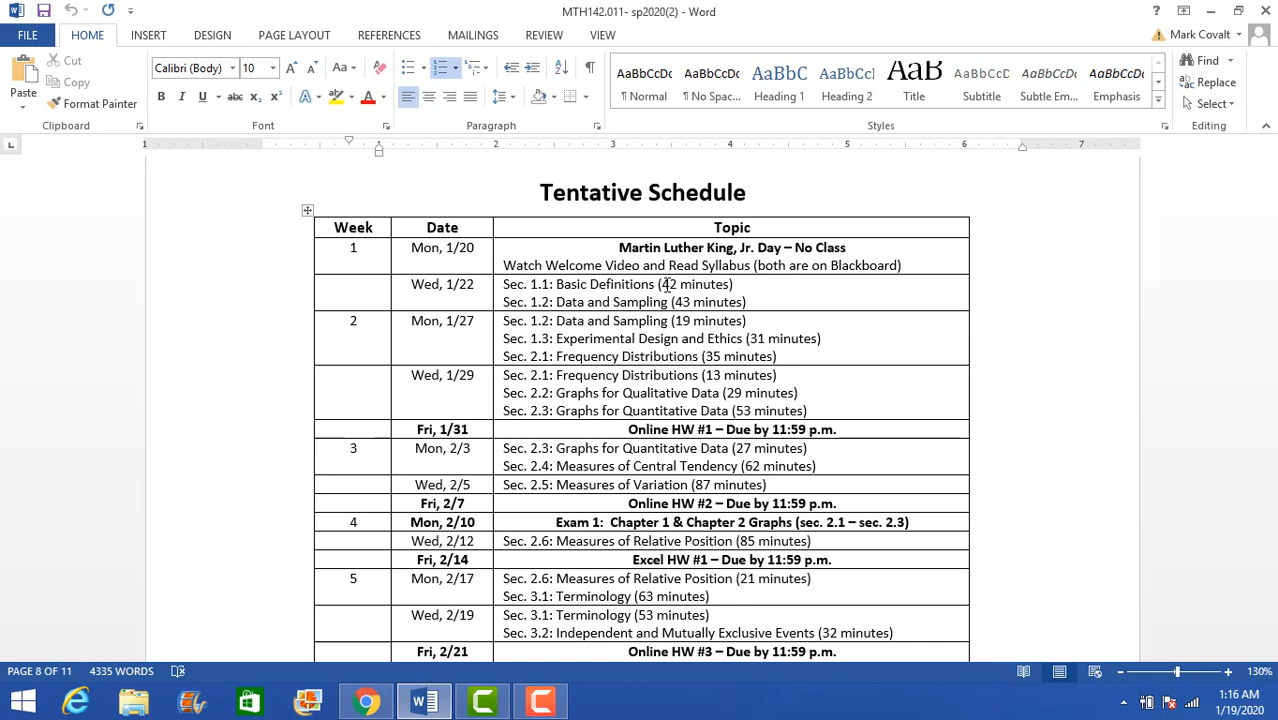 MTH142.011- sp2020(2) - Word
FILE HOME INSERT DESIGN PAGE LAYOUT REFERENCES MAILINGS REVIEW VIEW Mark Covalt
Paste Cut Copy Format Painter
Clipboard
Calibri (Body) 10
Font
Paragraph
AaBbCcDc AaBbCcDc AaBbC AaBbCcC AaB AaBbCcD AaBbCcDc AaBbCcDc
¶ Normal ¶ No Spac... Heading 1 Heading 2 Title Subtitle Subtle Em... Emphasis
Styles
Find Replace Select
Editing
1 1 2 3 4 5 6 7
Tentative Schedule
Week Date Topic
1 Mon, 1/20 Martin Luther King, Jr. Day – No Class
Watch Welcome Video and Read Syllabus (both are on Blackboard)
Wed, 1/22 Sec. 1.1: Basic Definitions (42 minutes)
Sec. 1.2: Data and Sampling (43 minutes)
2 Mon, 1/27 Sec. 1.2: Data and Sampling (19 minutes)
Sec. 1.3: Experimental Design and Ethics (31 minutes)
Sec. 2.1: Frequency Distributions (35 minutes)
Wed, 1/29 Sec. 2.1: Frequency Distributions (13 minutes)
Sec. 2.2: Graphs for Qualitative Data (29 minutes)
Sec. 2.3: Graphs for Quantitative Data (53 minutes)
Fri, 1/31 Online HW #1 – Due by 11:59 p.m.
3 Mon, 2/3 Sec. 2.3: Graphs for Quantitative Data (27 minutes)
Sec. 2.4: Measures of Central Tendency (62 minutes)
Wed, 2/5 Sec. 2.5: Measures of Variation (87 minutes)
Fri, 2/7 Online HW #2 – Due by 11:59 p.m.
4 Mon, 2/10 Exam 1: Chapter 1 & Chapter 2 Graphs (sec. 2.1 – sec. 2.3)
Wed, 2/12 Sec. 2.6: Measures of Relative Position (85 minutes)
Fri, 2/14 Excel HW #1 – Due by 11:59 p.m.
5 Mon, 2/17 Sec. 2.6: Measures of Relative Position (21 minutes)
Sec. 3.1: Terminology (63 minutes)
Wed, 2/19 Sec. 3.1: Terminology (53 minutes)
Sec. 3.2: Independent and Mutually Exclusive Events (32 minutes)
Fri, 2/21 Online HW #3 – Due by 11:59 p.m.
PAGE 8 OF 11 4335 WORDS 130%
1:16 AM
1/19/2020